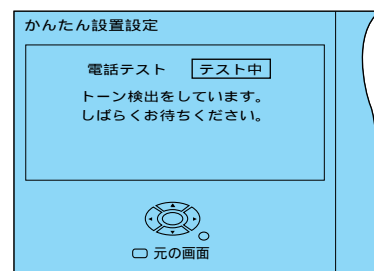 かんたん設置設定
電話テスト テスト中
トーン検出をしています。
しばらくお待ちください。
元の画面